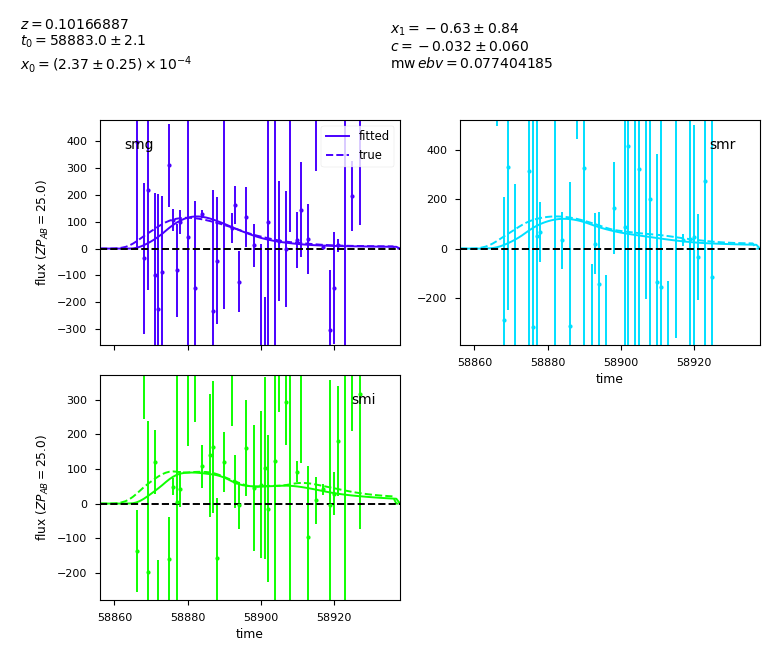 z = 0.10166887
t₀ = 58883.0 ± 2.1
x₀ = (2.37 ± 0.25) × 10⁻⁴
x₁ = −0.63 ± 0.84
c = −0.032 ± 0.060
mw ebv = 0.077404185
srng
fitted
true
400
300
200
100
0
−100
−200
−300
flux (ZP_AB = 25.0)
smr
400
200
0
−200
58860 58880 58900 58920
time
smi
300
200
100
0
−100
−200
flux (ZP_AB = 25.0)
58860 58880 58900 58920
time